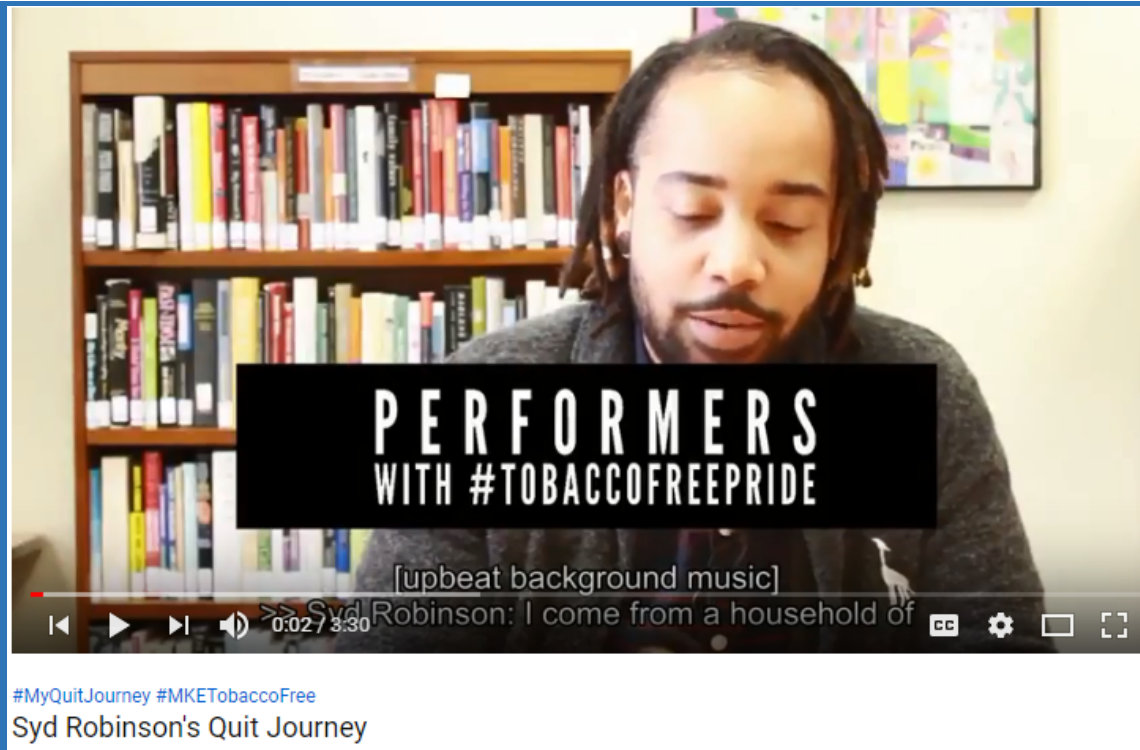 PERFORMERS
WITH #TOBACCOFREEPRIDE
[upbeat background music]
>> Syd Robinson: I come from a household of
0:02 / 3:30
CC
#MyQuitJourney #MKETobaccoFree
Syd Robinson's Quit Journey